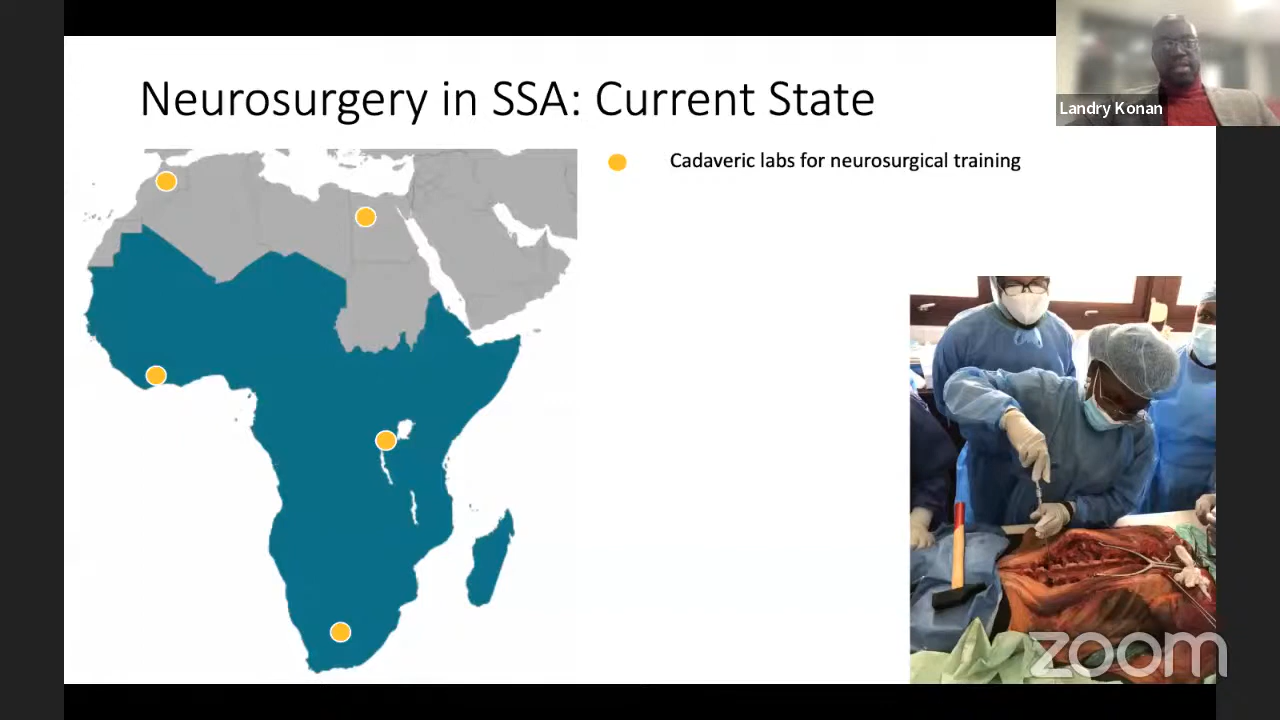 Neurosurgery in SSA: Current State
Landry Konan
Cadaveric labs for neurosurgical training
zoom